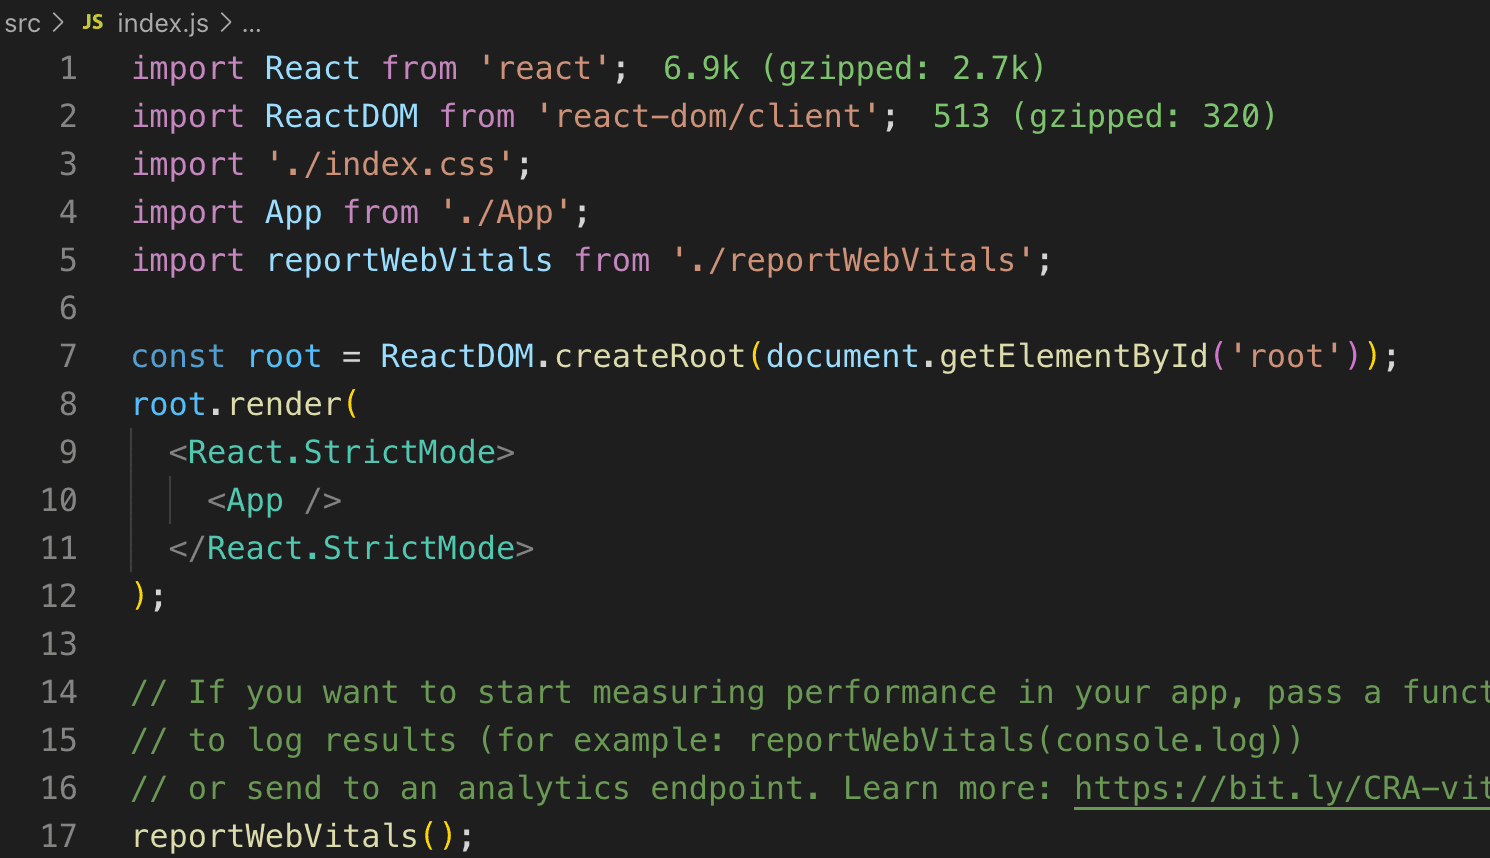 src > JS index.js > ...
1 import React from 'react'; 6.9k (gzipped: 2.7k)
2 import ReactDOM from 'react-dom/client'; 513 (gzipped: 320)
3 import './index.css';
4 import App from './App';
5 import reportWebVitals from './reportWebVitals';
6
7 const root = ReactDOM.createRoot(document.getElementById('root'));
8 root.render(
9   <React.StrictMode>
10     <App />
11   </React.StrictMode>
12 );
13
14 // If you want to start measuring performance in your app, pass a funct
15 // to log results (for example: reportWebVitals(console.log))
16 // or send to an analytics endpoint. Learn more: https://bit.ly/CRA-vit
17 reportWebVitals();